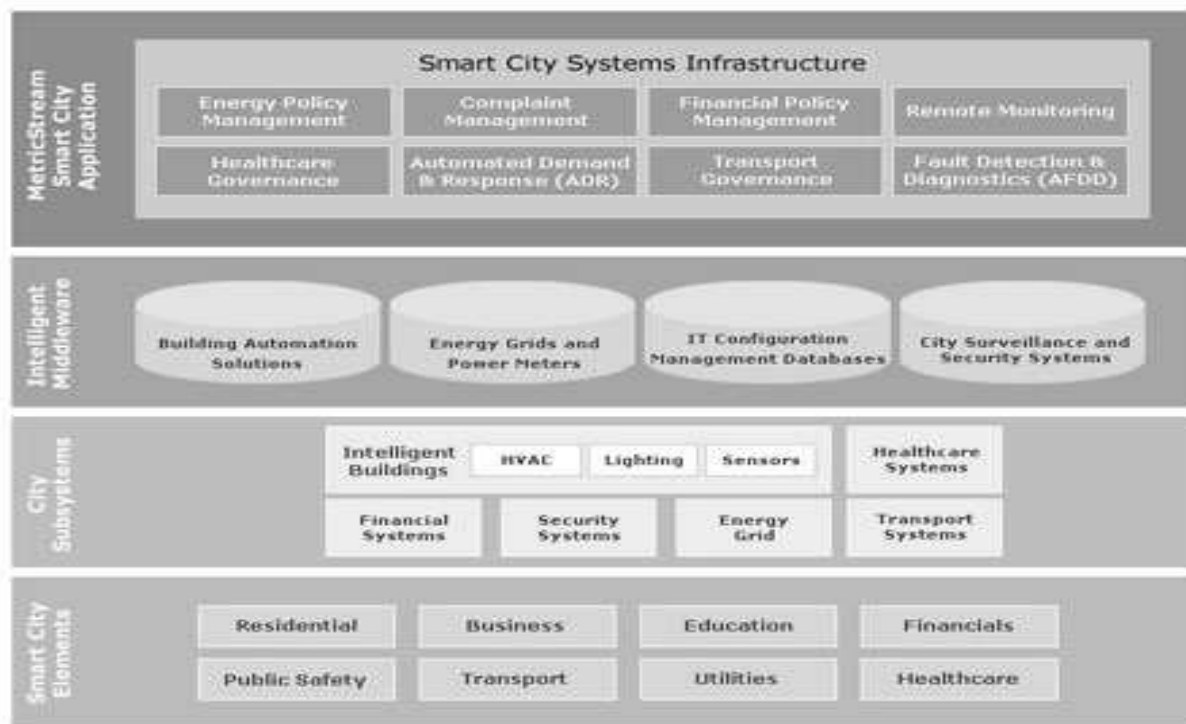 MetricStream
Smart City
Application
Smart City Systems Infrastructure
Energy Policy
Management
Complaint
Management
Financial Policy
Management
Remote Monitoring
Healthcare
Governance
Automated Demand
& Response (ADR)
Transport
Governance
Fault Detection &
Diagnostics (AFDD)
Intelligent
Middleware
Building Automation
Solutions
Energy Grids and
Power Meters
IT Configuration
Management Databases
City Surveillance and
Security Systems
City
Subsystems
Intelligent
Buildings
HVAC
Lighting
Sensors
Healthcare
Systems
Financial
Systems
Security
Systems
Energy
Grid
Transport
Systems
Smart City
Elements
Residential
Business
Education
Financials
Public Safety
Transport
Utilities
Healthcare